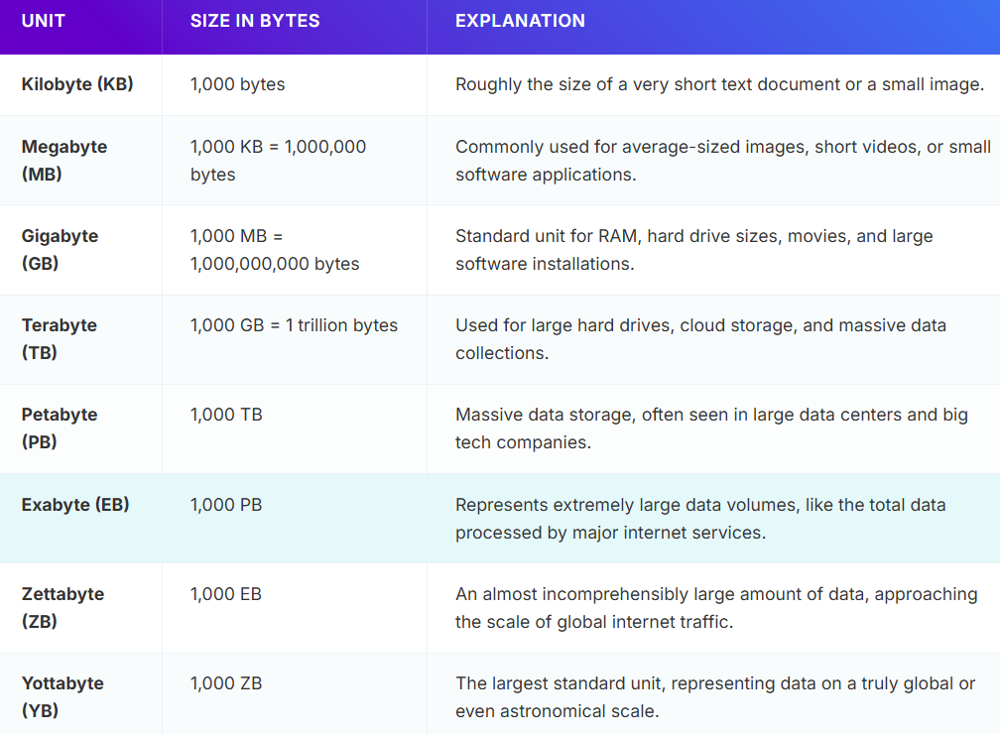 UNIT SIZE IN BYTES EXPLANATION
Kilobyte (KB) 1,000 bytes Roughly the size of a very short text document or a small image.
Megabyte 1,000 KB = 1,000,000 Commonly used for average-sized images, short videos, or small
(MB) bytes software applications.
Gigabyte 1,000 MB = Standard unit for RAM, hard drive sizes, movies, and large
(GB) 1,000,000,000 bytes software installations.
Terabyte 1,000 GB = 1 trillion bytes Used for large hard drives, cloud storage, and massive data
(TB) collections.
Petabyte 1,000 TB Massive data storage, often seen in large data centers and big
(PB) tech companies.
Exabyte (EB) 1,000 PB Represents extremely large data volumes, like the total data
processed by major internet services.
Zettabyte 1,000 EB An almost incomprehensibly large amount of data, approaching
(ZB) the scale of global internet traffic.
Yottabyte 1,000 ZB The largest standard unit, representing data on a truly global or
(YB) even astronomical scale.